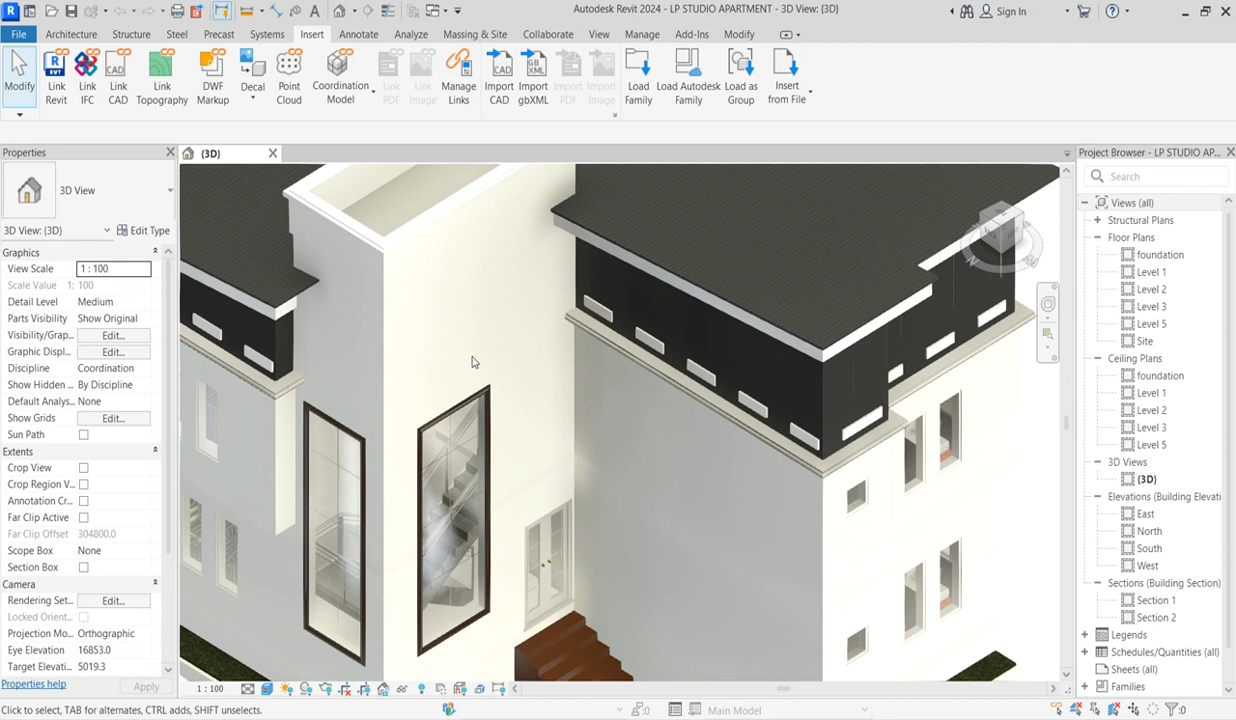 Autodesk Revit 2024 - LP STUDIO APARTMENT - 3D View: {3D}
Sign In
File Architecture Structure Steel Precast Systems Insert Annotate Analyze Massing & Site Collaborate View Manage Add-Ins Modify
Modify
Link Revit
Link IFC
Link CAD
Link Topography
DWF Markup
Decal
Point Cloud
Coordination Model
Link PDF
Link Image
Manage Links
Import CAD
Import gbXML
Import PDF
Import Image
Load Family
Load Autodesk Family
Load as Group
Insert from File
Properties
3D View
3D View: {3D}
Edit Type
Graphics
View Scale 1 : 100
Scale Value 1: 100
Detail Level Medium
Parts Visibility Show Original
Visibility/Grap... Edit...
Graphic Displ... Edit...
Discipline Coordination
Show Hidden ... By Discipline
Default Analys... None
Show Grids Edit...
Sun Path
Extents
Crop View
Crop Region V...
Annotation Cr...
Far Clip Active
Far Clip Offset 304800.0
Scope Box None
Section Box
Camera
Rendering Set... Edit...
Locked Orient...
Projection Mo... Orthographic
Eye Elevation 16853.0
Target Elevati... 5019.3
Properties help
Apply
{3D}
1 : 100
Project Browser - LP STUDIO AP...
Search
Views (all)
Structural Plans
Floor Plans
foundation
Level 1
Level 2
Level 3
Level 5
Site
Ceiling Plans
foundation
Level 1
Level 2
Level 3
Level 5
3D Views
{3D}
Elevations (Building Elevati
East
North
South
West
Sections (Building Section)
Section 1
Section 2
Legends
Schedules/Quantities (all)
Sheets (all)
Families
Click to select, TAB for alternates, CTRL adds, SHIFT unselects.
:0
Main Model
:0